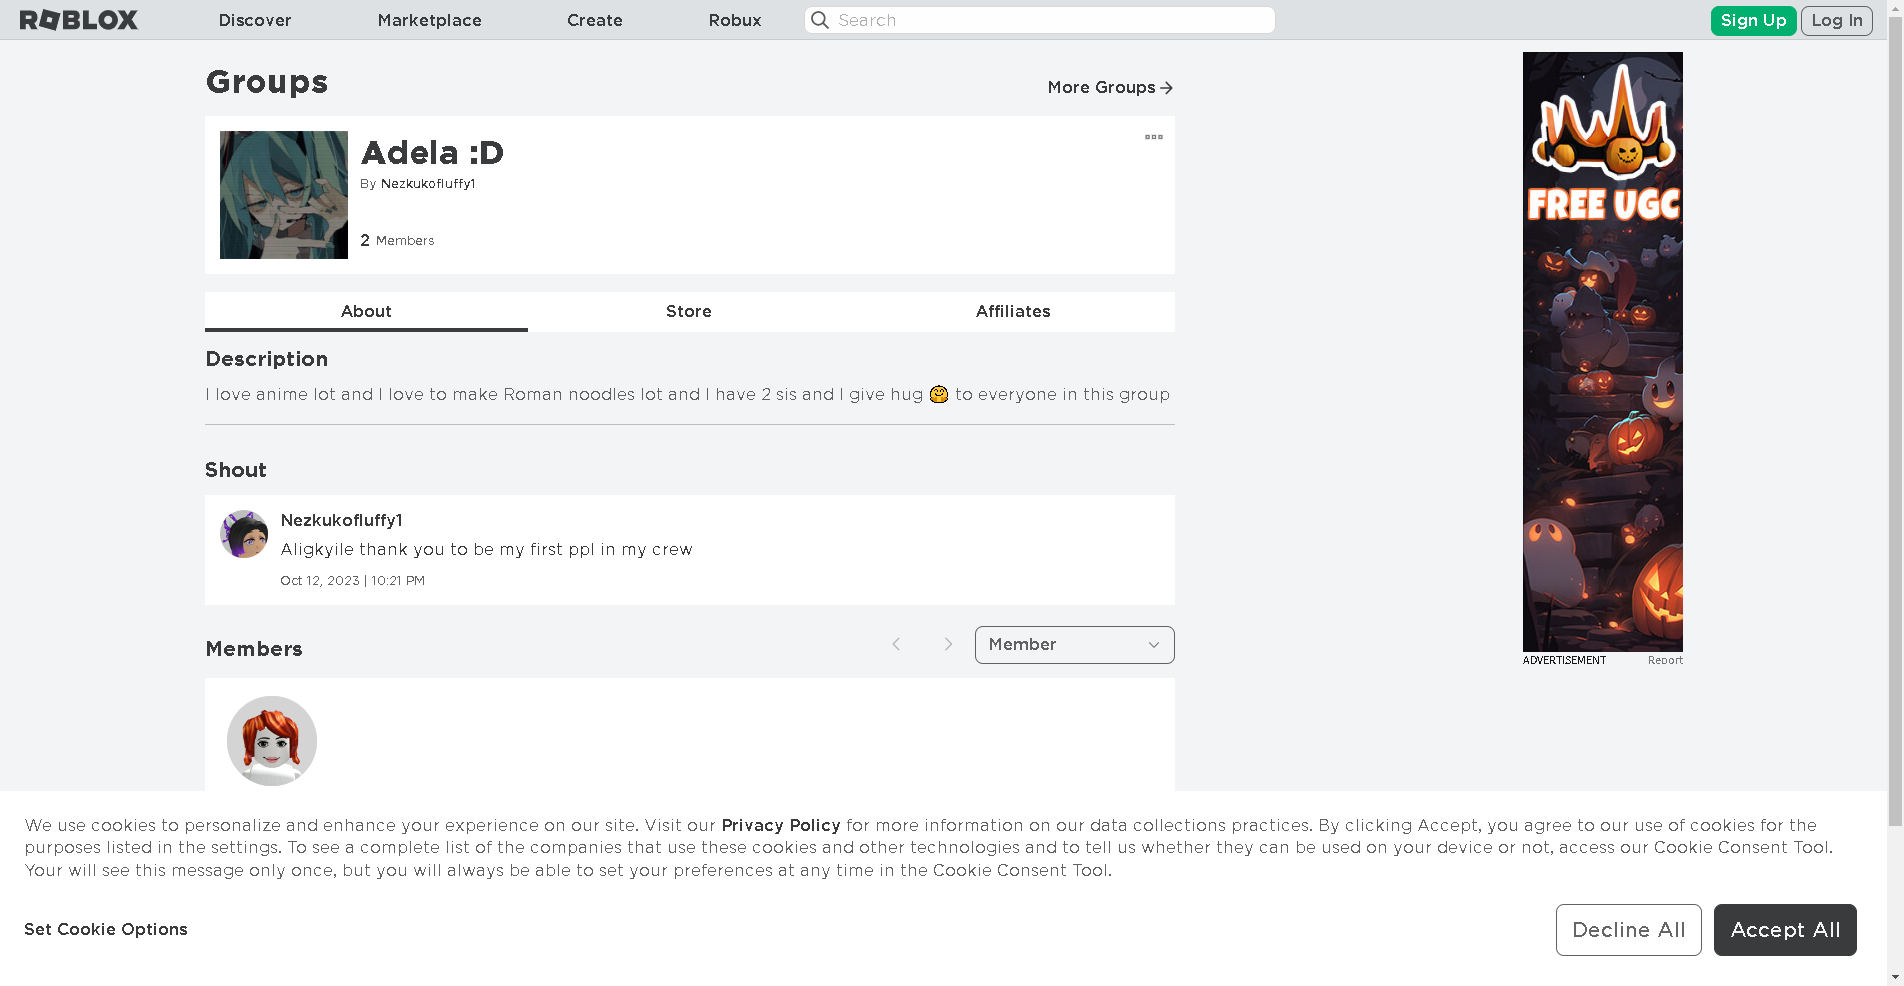 ROBLOX
Discover
Marketplace
Create
Robux
Search
Sign Up
Log In
Groups
More Groups
Adela :D
By Nezkukofluffy1
2 Members
About
Store
Affiliates
Description
I love anime lot and I love to make Roman noodles lot and I have 2 sis and I give hug 🤗 to everyone in this group
Shout
Nezkukofluffy1
Aligkyile thank you to be my first ppl in my crew
Oct 12, 2023 | 10:21 PM
Members
Member
FREE UGC
ADVERTISEMENT
Report
We use cookies to personalize and enhance your experience on our site. Visit our Privacy Policy for more information on our data collections practices. By clicking Accept, you agree to our use of cookies for the
purposes listed in the settings. To see a complete list of the companies that use these cookies and other technologies and to tell us whether they can be used on your device or not, access our Cookie Consent Tool.
Your will see this message only once, but you will always be able to set your preferences at any time in the Cookie Consent Tool.
Set Cookie Options
Decline All
Accept All